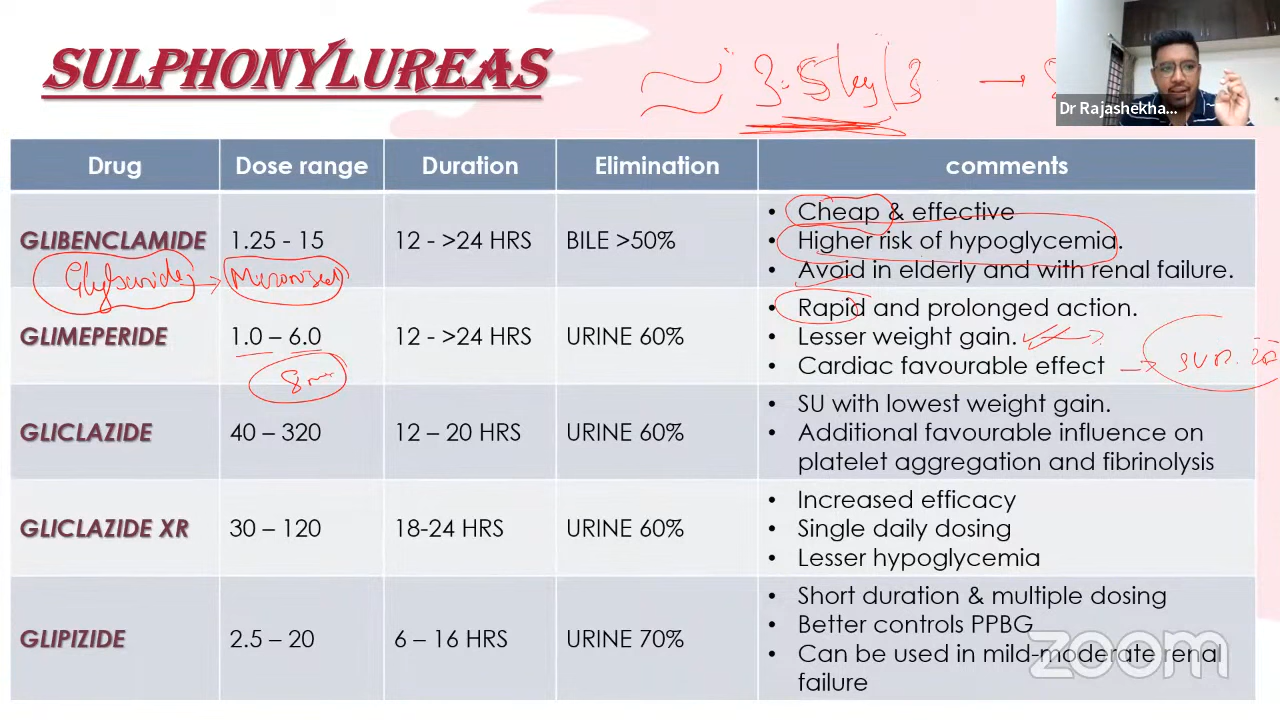 SULPHONYLUREAS
Dr Rajashekha...
Drug Dose range Duration Elimination comments
GLIBENCLAMIDE 1.25 - 15 12 - >24 HRS BILE >50%
• Cheap & effective
• Higher risk of hypoglycemia.
• Avoid in elderly and with renal failure.
GLIMEPERIDE 1.0 – 6.0 12 - >24 HRS URINE 60%
8
• Rapid and prolonged action.
• Lesser weight gain.
• Cardiac favourable effect
GLICLAZIDE 40 – 320 12 – 20 HRS URINE 60%
• SU with lowest weight gain.
• Additional favourable influence on
platelet aggregation and fibrinolysis
GLICLAZIDE XR 30 – 120 18-24 HRS URINE 60%
• Increased efficacy
• Single daily dosing
• Lesser hypoglycemia
GLIPIZIDE 2.5 – 20 6 – 16 HRS URINE 70%
• Short duration & multiple dosing
• Better controls PPBG
• Can be used in mild-moderate renal
failure
zoom